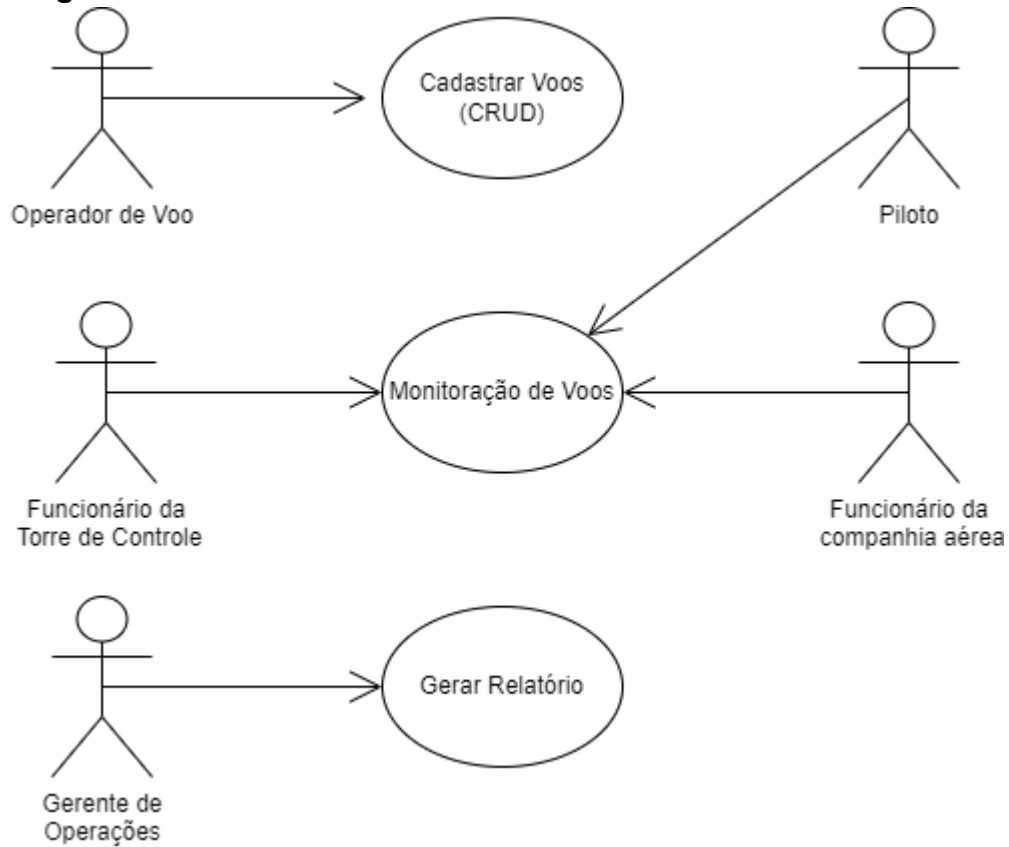 Cadastrar Voos
(CRUD)
Operador de Voo
Piloto
Monitoração de Voos
Funcionário da
Torre de Controle
Funcionário da
companhia aérea
Gerar Relatório
Gerente de
Operações